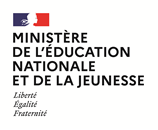 MINISTÈRE
DE L'ÉDUCATION
NATIONALE
ET DE LA JEUNESSE
Liberté
Égalité
Fraternité